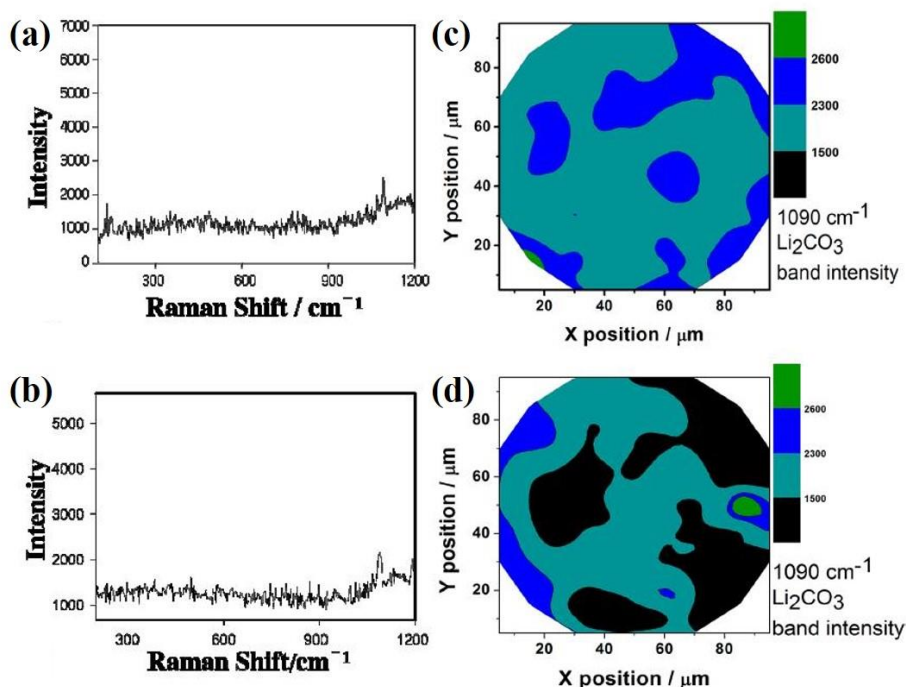 (a)
7000
6000
5000
4000
3000
2000
1000
0
Intensity
300
600
900
1200
Raman Shift / cm⁻¹
(c)
80
60
40
20
Y position / μm
20
40
60
80
X position / μm
2600
2300
1500
1090 cm⁻¹
Li₂CO₃
band intensity
(b)
5000
4000
3000
2000
1000
Intensity
300
600
900
1200
Raman Shift/cm⁻¹
(d)
80
60
40
20
Y position / μm
20
40
60
80
X position / μm
2600
2300
1500
1090 cm⁻¹
Li₂CO₃
band intensity